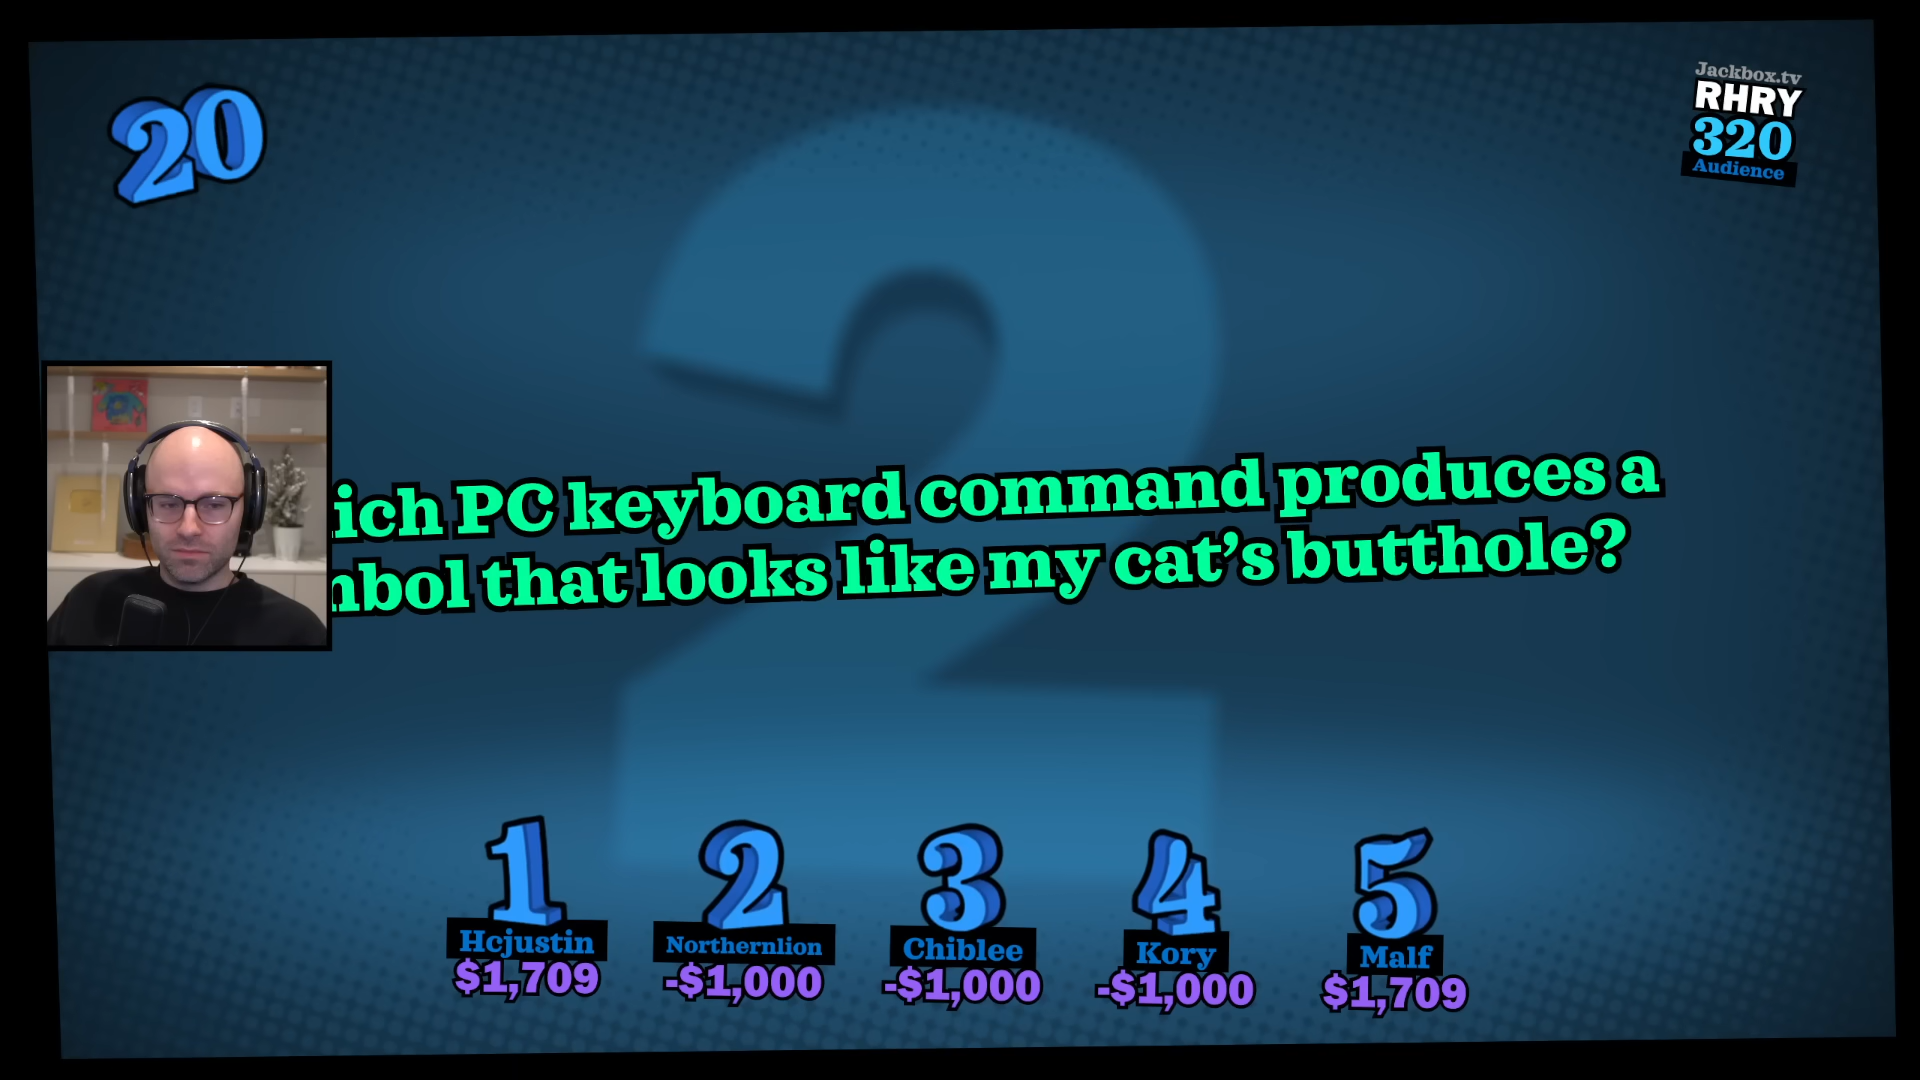 20
Jackbox.tv
RHRY
320
Audience
ich PC keyboard command produces a
nbol that looks like my cat's butthole?
1 2 3 4 5
Hcjustin Northernlion Chiblee Kory Malf
$1,709 -$1,000 -$1,000 -$1,000 $1,709
2